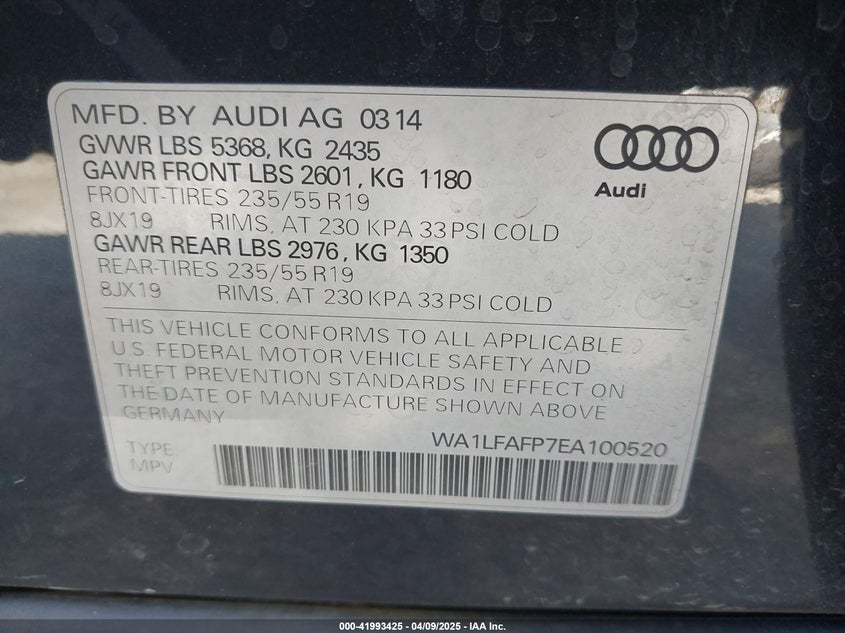 MFD. BY AUDI AG 0314
GVWR LBS 5368, KG 2435
GAWR FRONT LBS 2601, KG 1180
FRONT-TIRES 235/55 R19
8JX19 RIMS, AT 230 KPA 33 PSI COLD
GAWR REAR LBS 2976, KG 1350
REAR-TIRES 235/55 R19
8JX19 RIMS, AT 230 KPA 33 PSI COLD
Audi
THIS VEHICLE CONFORMS TO ALL APPLICABLE
U.S. FEDERAL MOTOR VEHICLE SAFETY AND
THEFT PREVENTION STANDARDS IN EFFECT ON
THE DATE OF MANUFACTURE SHOWN ABOVE
GERMANY
WA1LFAFP7EA100520
TYPE
MPV
000-41993425 - 04/09/2025 - IAA Inc.